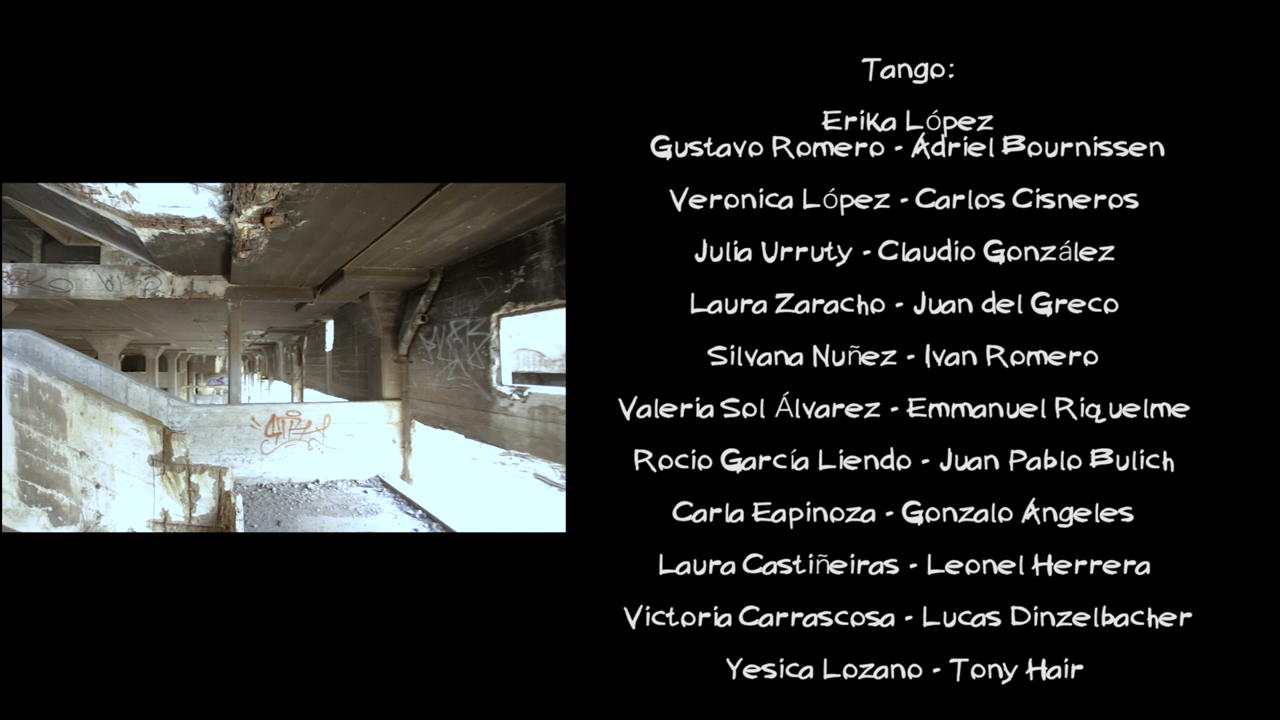 Tango:
Erika López
Gustavo Romero - Adriel Bournissen
Veronica López - Carlos Cisneros
Julia Urruty - Claudio González
Laura Zaracho - Juan del Greco
Silvana Nuñez - Ivan Romero
Valeria Sol Álvarez - Emmanuel Riquelme
Rocio García Liendo - Juan Pablo Bulich
Carla Eapinoza - Gonzalo Angeles
Laura Castiñeiras - Leonel Herrera
Victoria Carrascosa - Lucas Dinzelbacher
Yesica Lozano - Tony Hair